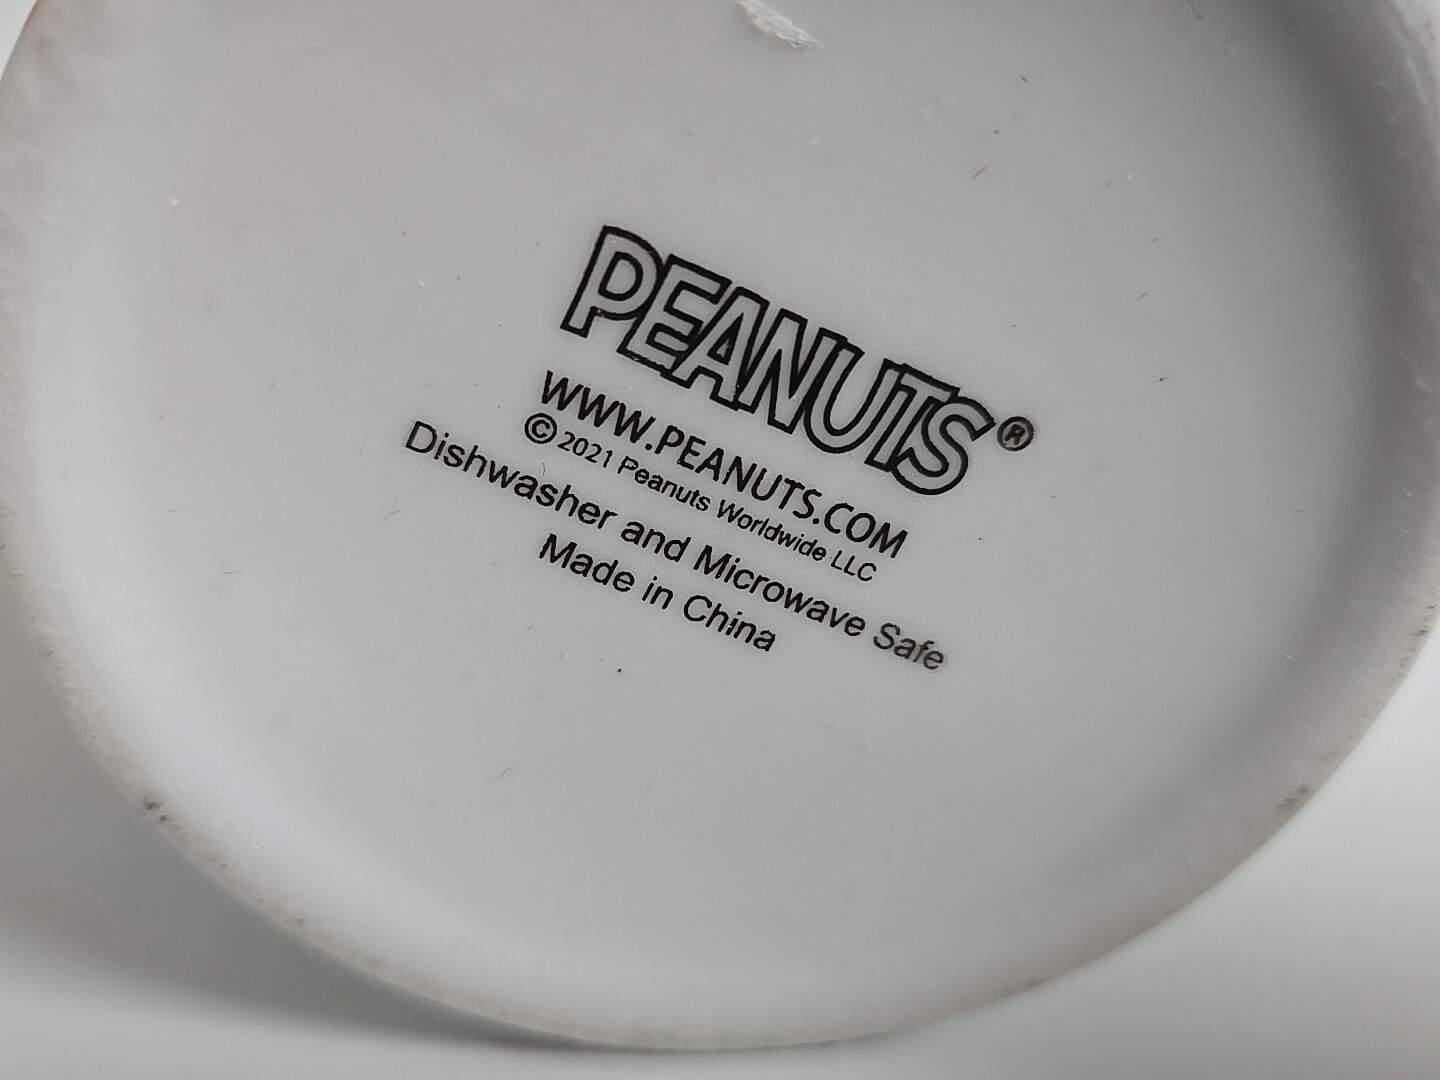 PEANUTS®
WWW.PEANUTS.COM
© 2021 Peanuts Worldwide LLC
Dishwasher and Microwave Safe
Made in China